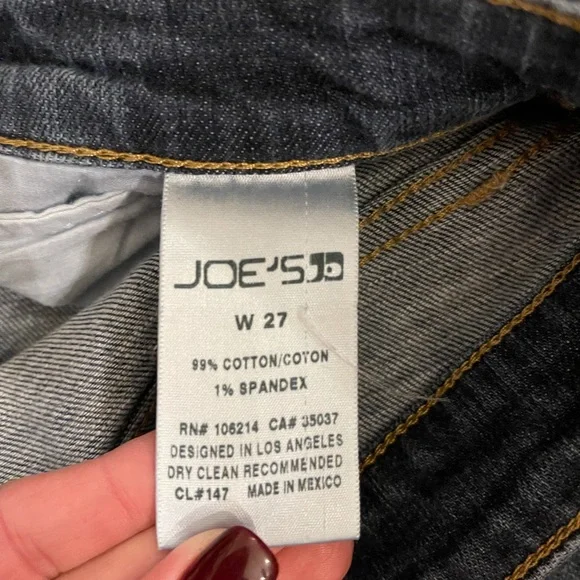 JOE'S
W 27
99% COTTON/COTON
1% SPANDEX
RN# 106214 CA# 35037
DESIGNED IN LOS ANGELES
DRY CLEAN RECOMMENDED
CL#147 MADE IN MEXICO